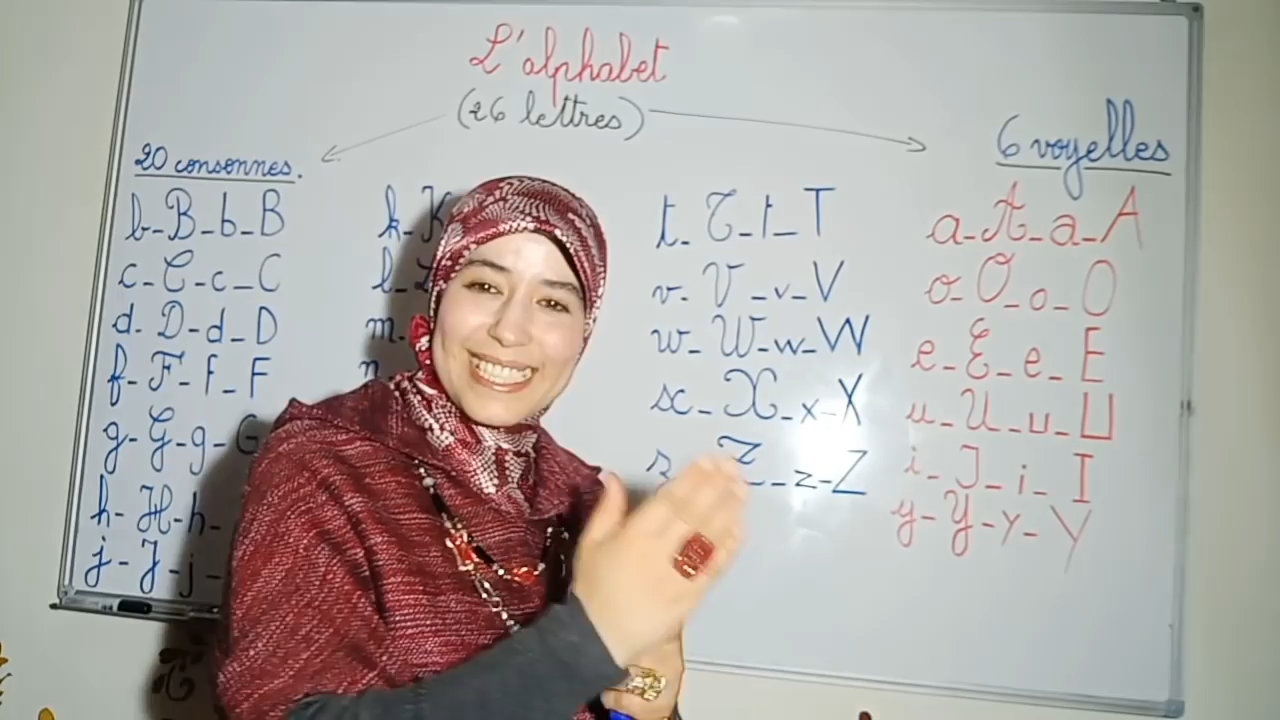 L'alphabet
(26 lettres)
20 consonnes.
b-B-b-B
c-C-c-C
d-D-d-D
f-F-f-F
g-G-g-G
h-H-h-
j-J-j-
k-K
l-L
m-
n
t-T-t-T
v-V-v-V
w-W-w-W
x-X-x-X
z-Z-z-Z
6 voyelles
a-A-a-A
o-O-o-O
e-E-e-E
u-U-u-U
i-I-i-I
y-Y-y-Y